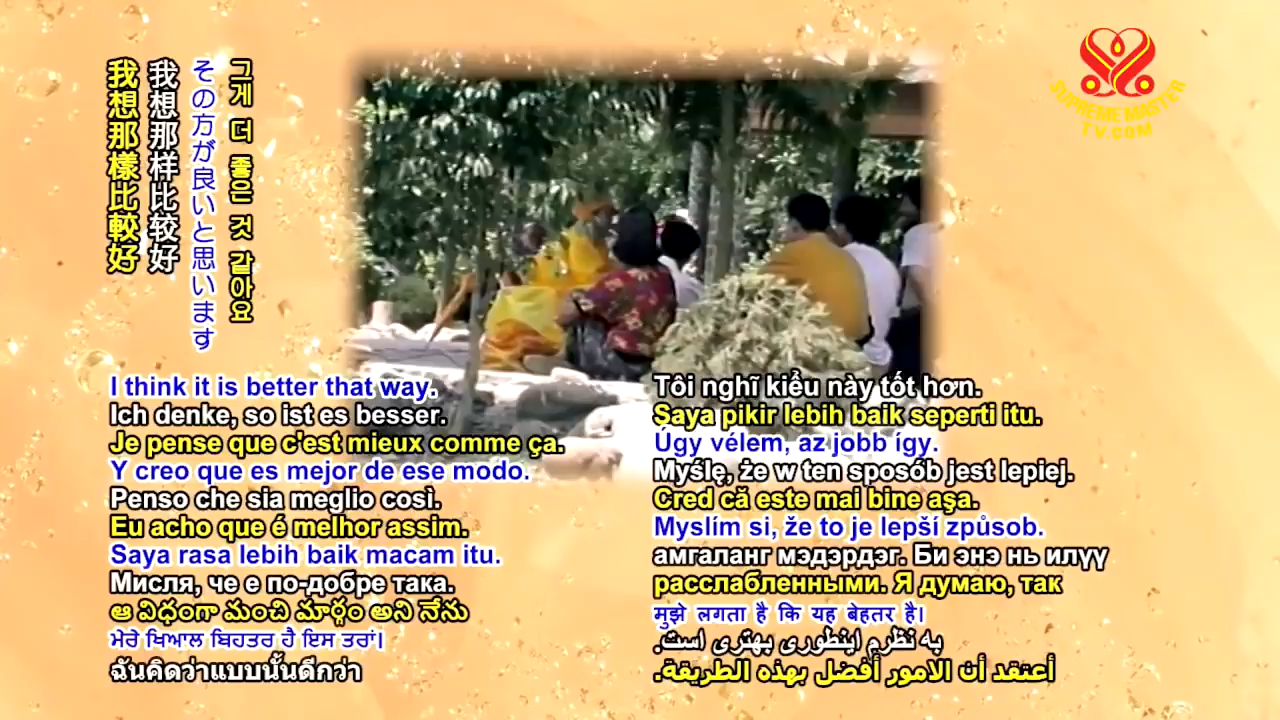 我想那樣比較好
我想那样比较好
その方が良いと思います
그게 더 좋은 것 같아요
SUPREME MASTER
TV.COM
I think it is better that way.
Ich denke, so ist es besser.
Je pense que c'est mieux comme ça.
Y creo que es mejor de ese modo.
Penso che sia meglio così.
Eu acho que é melhor assim.
Saya rasa lebih baik macam itu.
Мисля, че е по-добре така.
ఆ విధంగా మంచి మార్గం అని నేను
ਮੇਰੇ ਖਿਆਲ ਬਿਹਤਰ ਹੈ ਇਸ ਤਰਾਂ।
ฉันคิดว่าแบบนั้นดีกว่า
Tôi nghĩ kiểu này tốt hơn.
Saya pikir lebih baik seperti itu.
Úgy vélem, az jobb így.
Myślę, że w ten sposób jest lepiej.
Cred că este mai bine aşa.
Myslím si, že to je lepší způsob.
амгаланг мэдэрдэг. Би энэ нь илүү
расслабленными. Я думаю, так
मुझे लगता है कि यह बेहतर है।
به نظرم اینطوری بهتری است.
أعتقد أن الامور أفضل بهذه الطريقة.